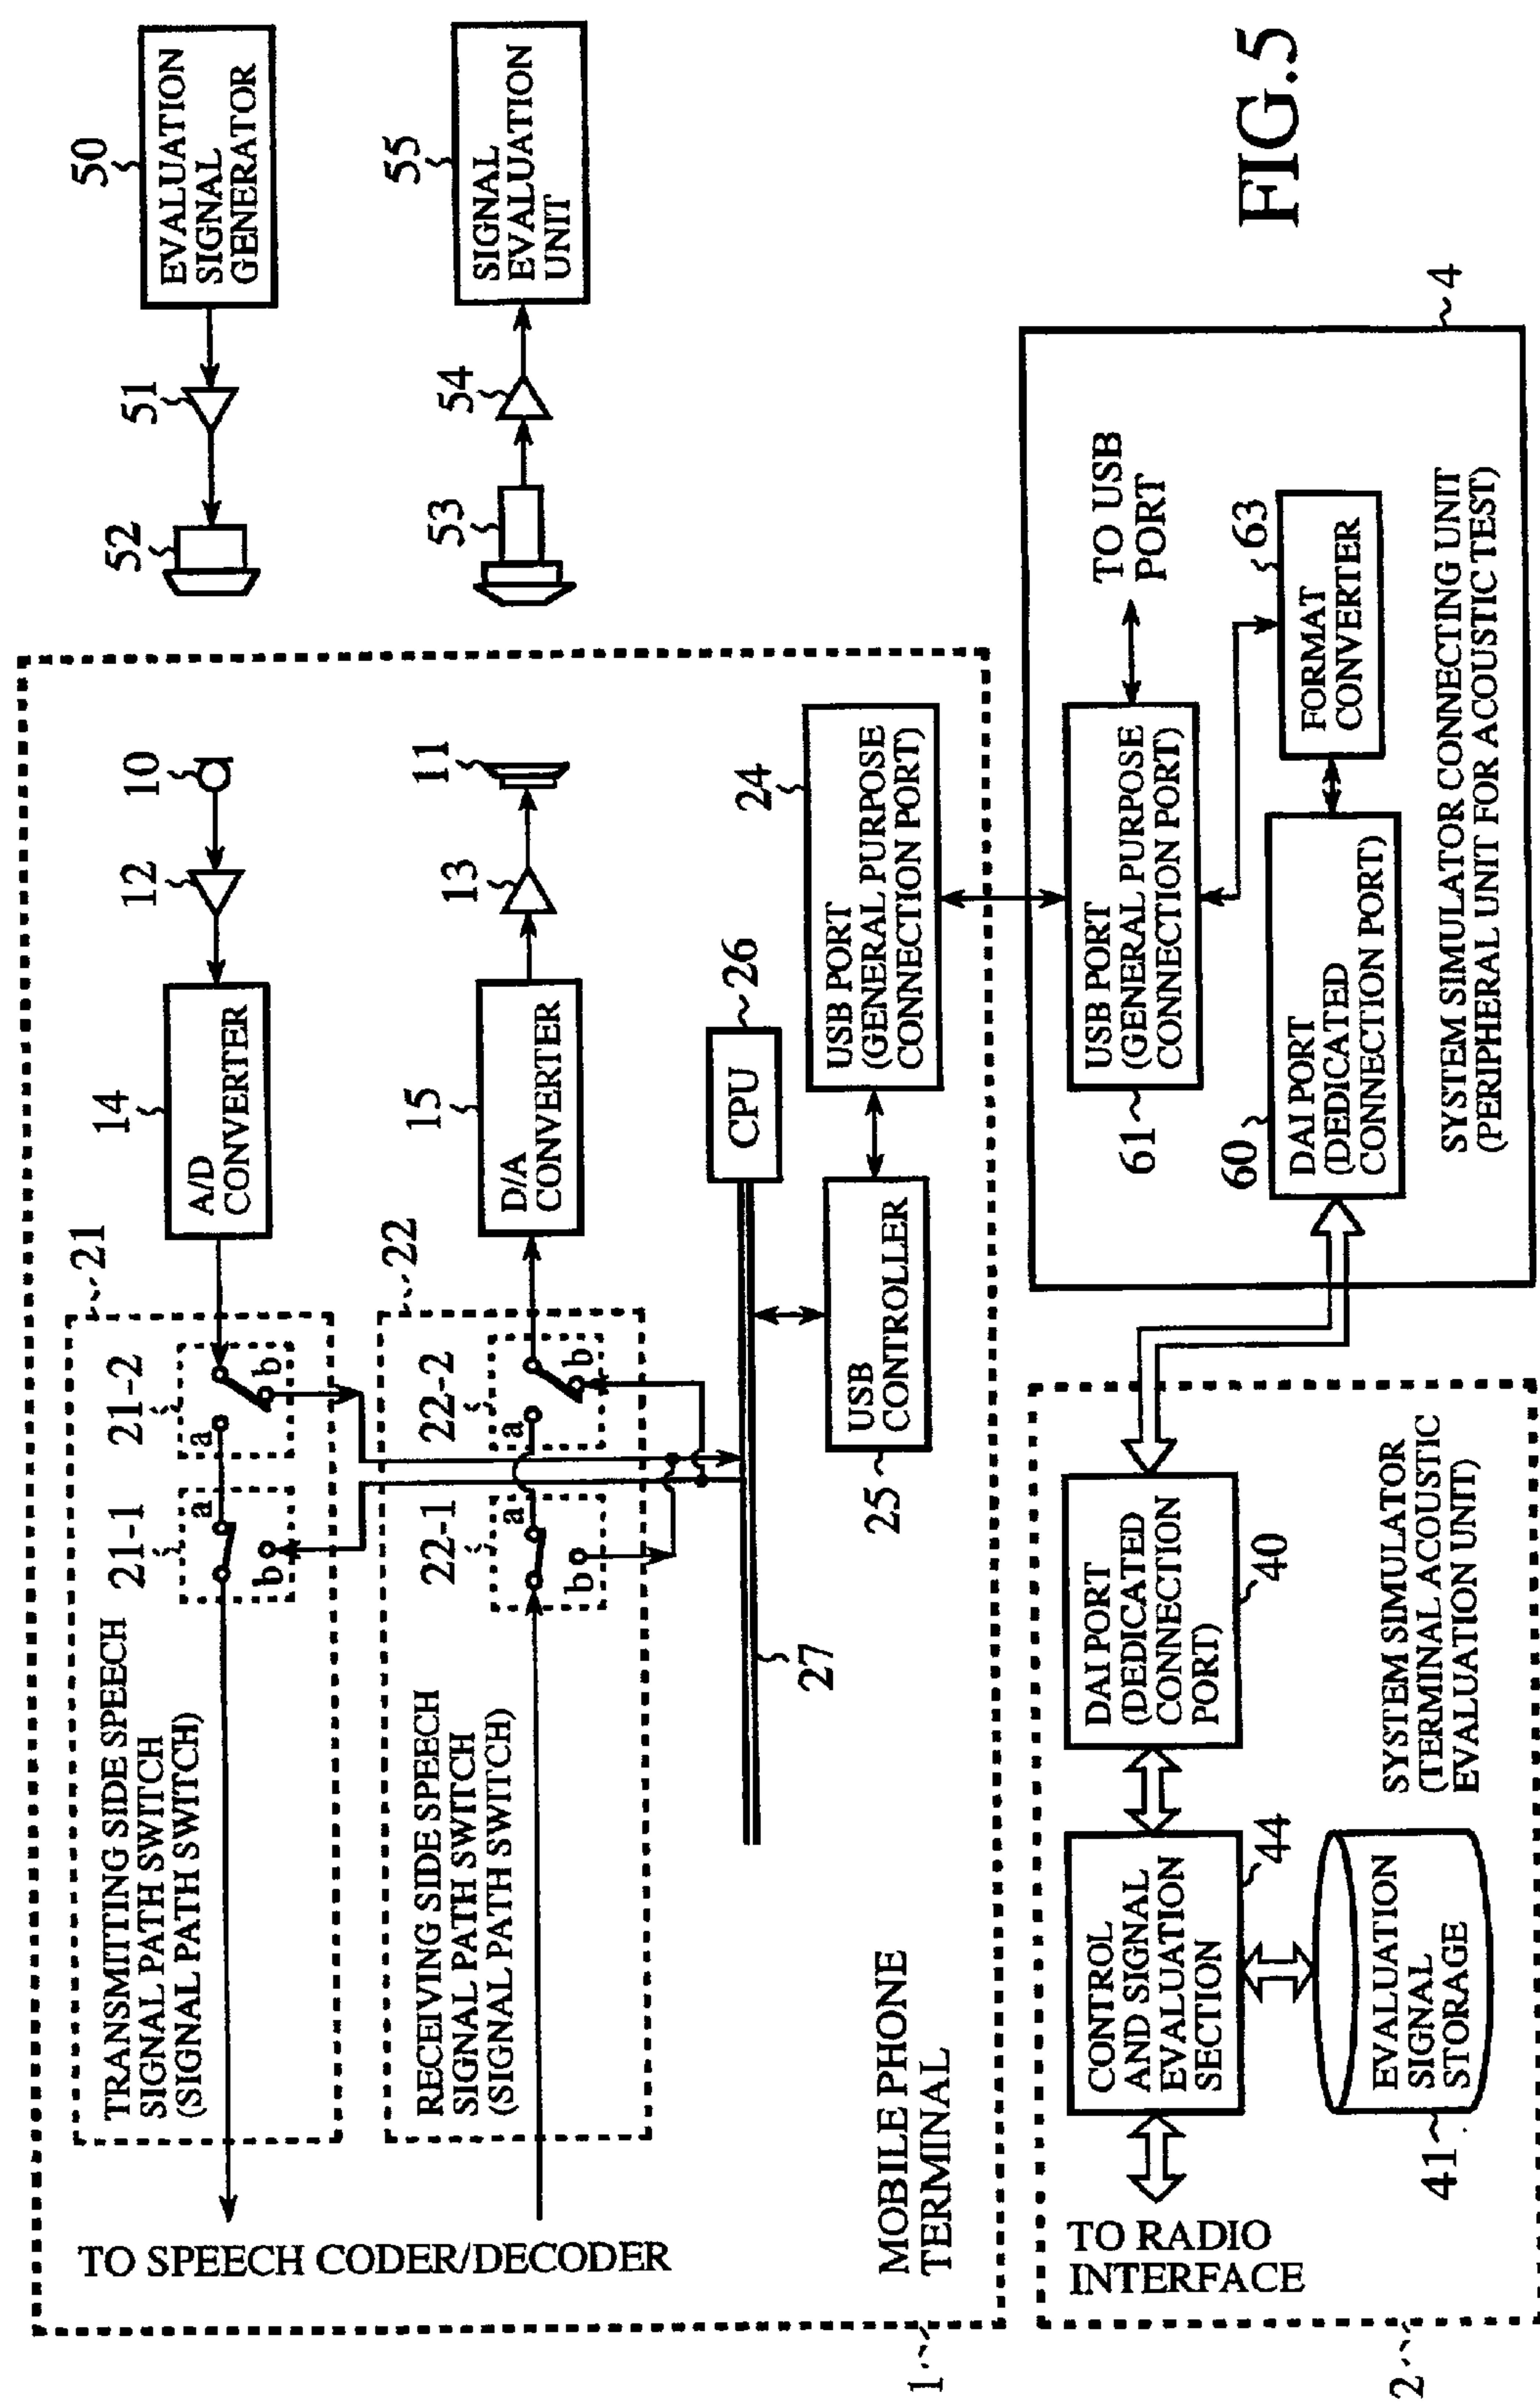 50
EVALUATION
SIGNAL
GENERATOR
51
52
55
SIGNAL
EVALUATION
UNIT
54
53
FIG.5
10
12
14
A/D
CONVERTER
21
21-2
a
b
21-1
a
b
TRANSMITING SIDE SPEECH
SIGNAL PATH SWITCH
(SIGNAL PATH SWITCH)
11
13
15
D/A
CONVERTER
22
22-2
a
b
22-1
a
b
RECEIVING SIDE SPEECH
SIGNAL PATH SWITCH
(SIGNAL PATH SWITCH)
TO SPEECH CODER/DECODER
CPU
26
27
24
USB PORT
(GENERAL PURPOSE
CONNECTION PORT)
USB
CONTROLLER
25
MOBILE PHONE
TERMINAL
1
4
TO USB
PORT
USB PORT
(GENERAL PURPOSE
CONNECTION PORT)
61
63
FORMAT
CONVERTER
60
DAI PORT
(DEDICATED
CONNECTION PORT)
SYSTEM SIMULATOR CONNECTING UNIT
(PERIPHERAL UNIT FOR ACOUSTIC TEST)
DAI PORT
(DEDICATED
CONNECTION
PORT)
40
CONTROL
AND SIGNAL
EVALUATION
SECTION
44
EVALUATION
SIGNAL
STORAGE
41
TO RADIO
INTERFACE
SYSTEM SIMULATOR
(TERMINAL ACOUSTIC
EVALUATION UNIT)
2